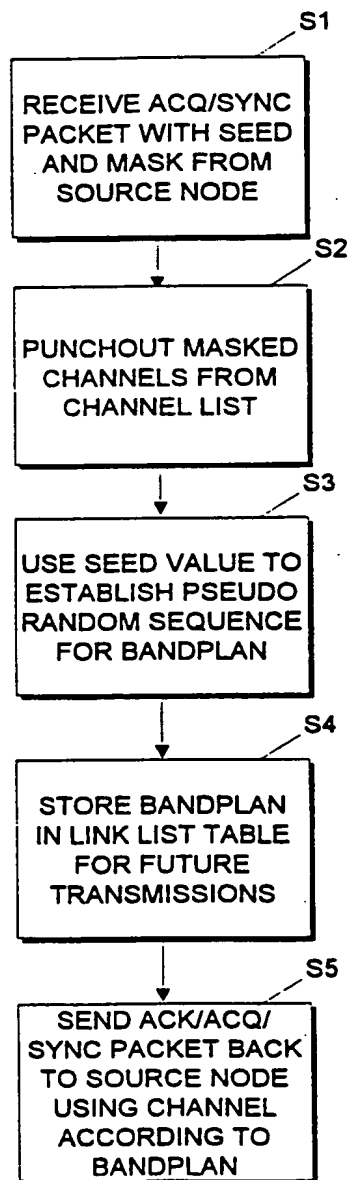 S1
RECEIVE ACQ/SYNC
PACKET WITH SEED
AND MASK FROM
SOURCE NODE
S2
PUNCHOUT MASKED
CHANNELS FROM
CHANNEL LIST
S3
USE SEED VALUE TO
ESTABLISH PSEUDO
RANDOM SEQUENCE
FOR BANDPLAN
S4
STORE BANDPLAN
IN LINK LIST TABLE
FOR FUTURE
TRANSMISSIONS
S5
SEND ACK/ACQ/
SYNC PACKET BACK
TO SOURCE NODE
USING CHANNEL
ACCORDING TO
BANDPLAN